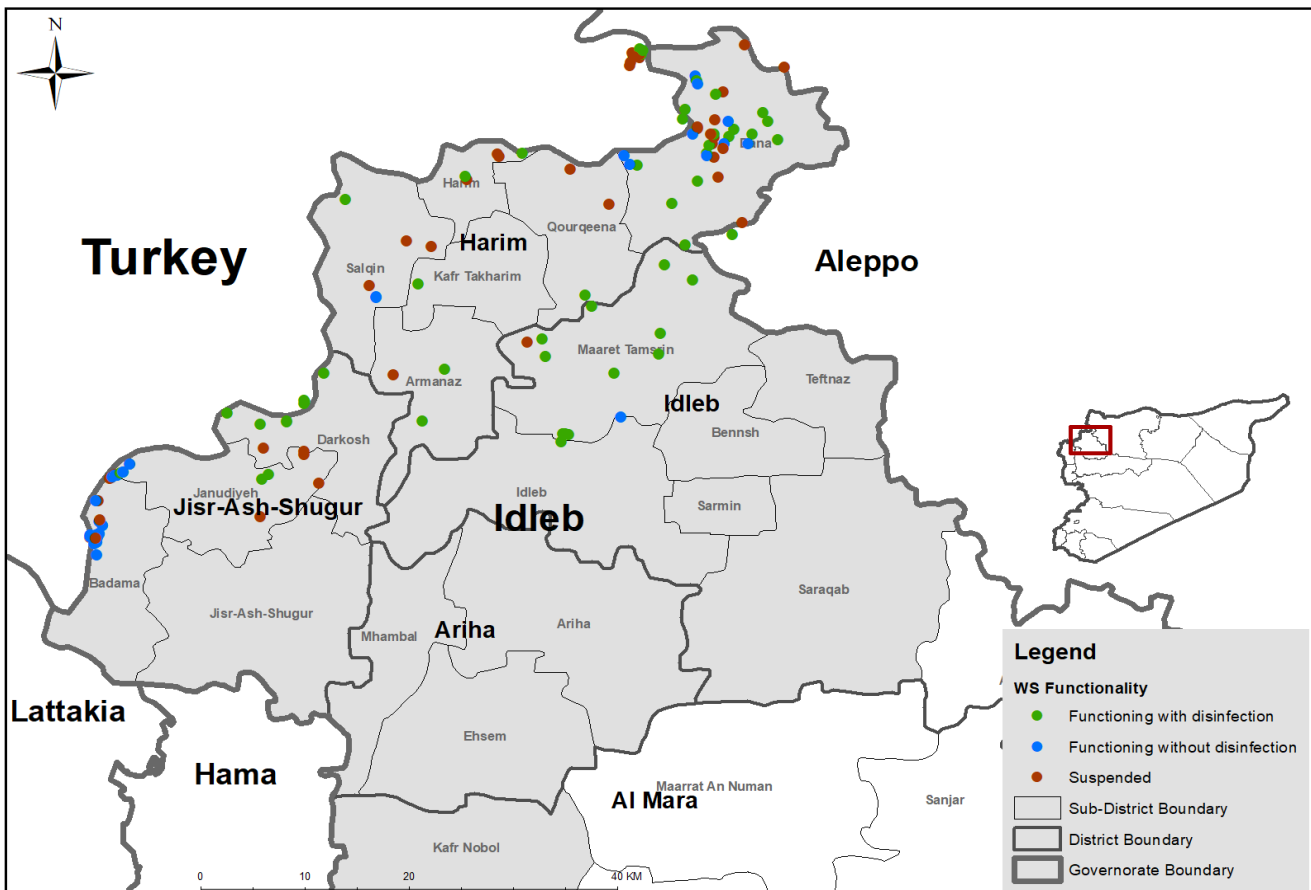 N
Dana
Harim
Qourqeena
Turkey
Harim
Aleppo
Salqin
Kafr Takharim
Maaret Tamsrin
Teftnaz
Armanaz
Idleb
Bennsh
Darkosh
Janudiyeh
Idleb
Jisr-Ash-Shugur
Idleb
Sarmin
Badama
Saraqab
Jisr-Ash-Shugur
Mhambal
Ariha
Ariha
Lattakia
Ehsem
Hama
Maarrat An Numan
Al Mara
Sanjar
Kafr Nobol
0 20 40 KM
Legend
WS Functionality
Functioning with disinfection
Functioning without disinfection
Suspended
Sub-District Boundary
District Boundary
Governorate Boundary